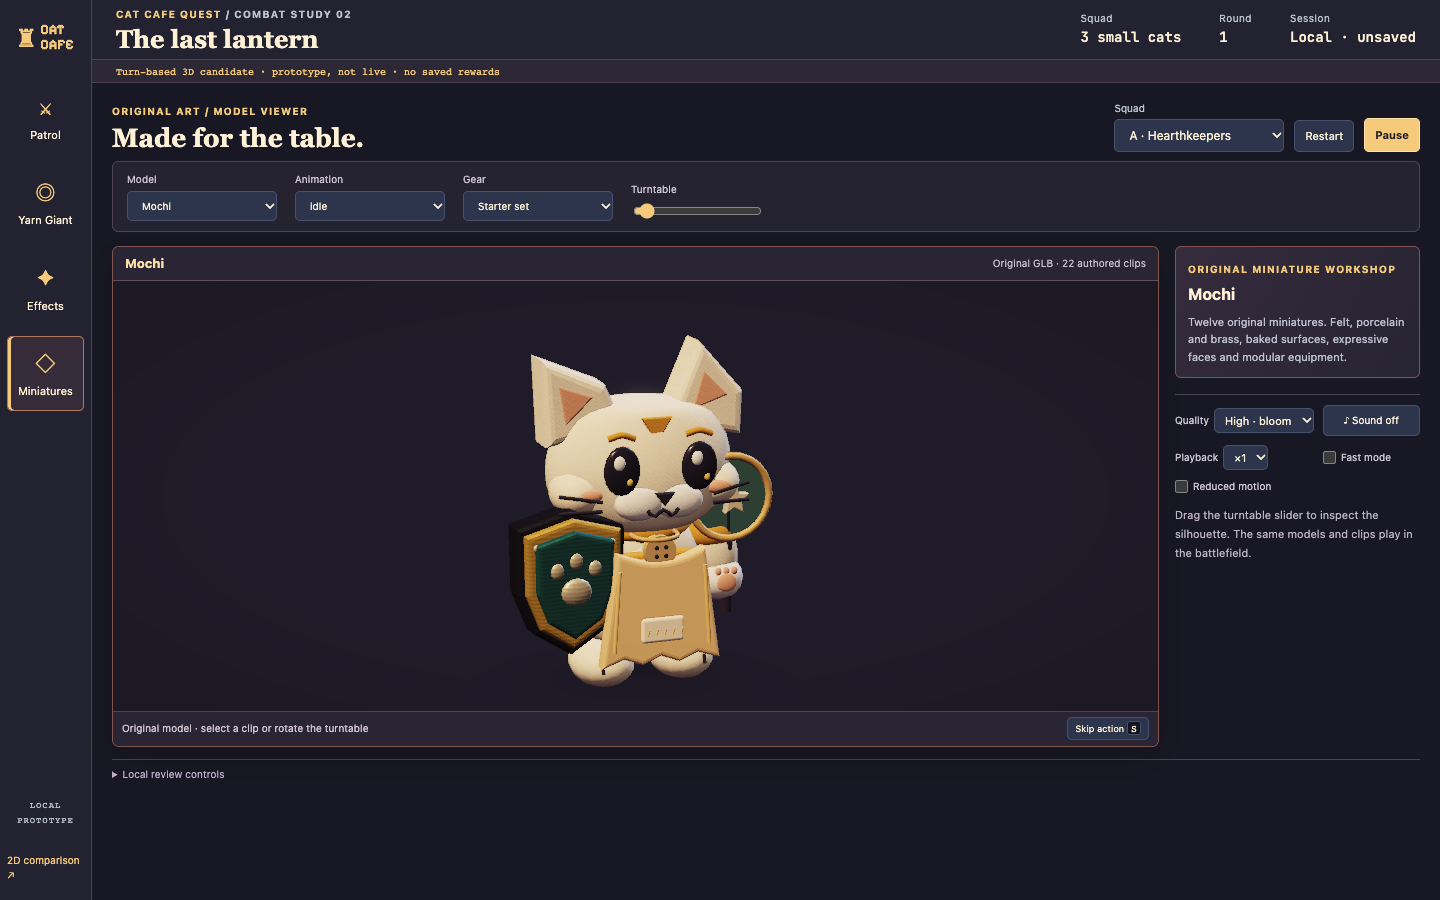 OAT
CAFE
Patrol
Yarn Giant
Effects
Miniatures
LOCAL
PROTOTYPE
2D comparison
↗
CAT CAFE QUEST / COMBAT STUDY 02
The last lantern
Squad
3 small cats
Round
1
Session
Local · unsaved
Turn-based 3D candidate · prototype, not live · no saved rewards
ORIGINAL ART / MODEL VIEWER
Made for the table.
Squad
A · Hearthkeepers
Restart
Pause
Model
Mochi
Animation
idle
Gear
Starter set
Turntable
Mochi
Original GLB · 22 authored clips
Original model · select a clip or rotate the turntable
Skip action S
ORIGINAL MINIATURE WORKSHOP
Mochi
Twelve original miniatures. Felt, porcelain
and brass, baked surfaces, expressive
faces and modular equipment.
Quality
High · bloom
♪ Sound off
Playback
×1
Fast mode
Reduced motion
Drag the turntable slider to inspect the
silhouette. The same models and clips play in
the battlefield.
Local review controls